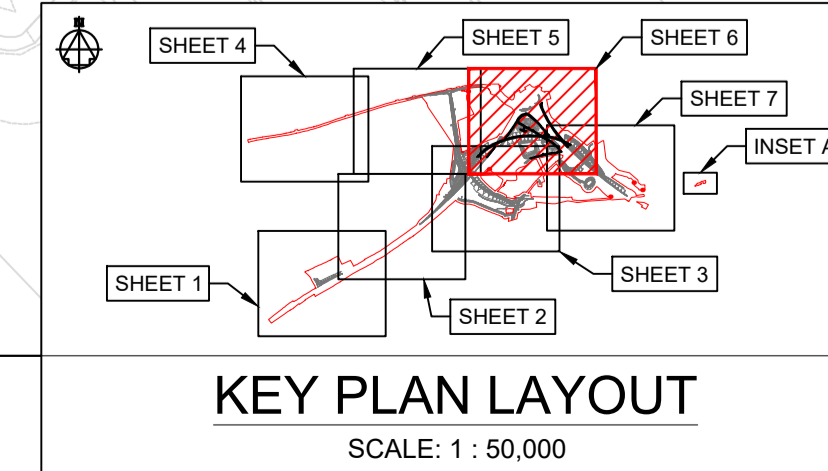 N
SHEET 4
SHEET 5
SHEET 6
SHEET 7
INSET A
SHEET 1
SHEET 2
SHEET 3
KEY PLAN LAYOUT
SCALE: 1 : 50,000